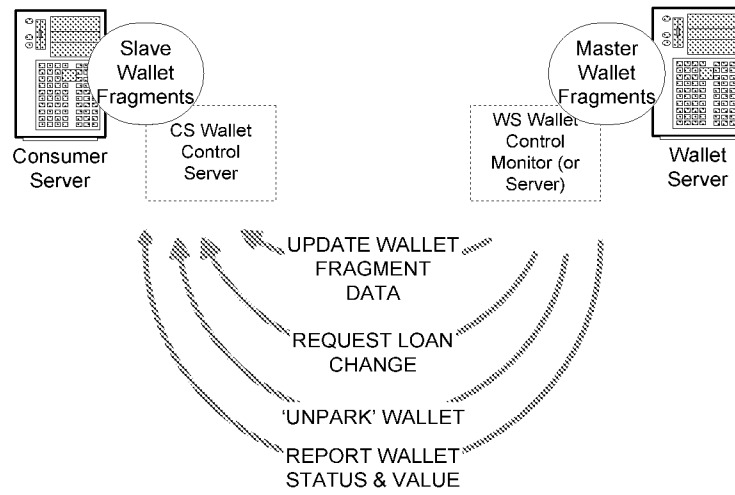 Slave
Wallet
Fragments
Master
Wallet
Fragments
CS Wallet
Control
Server
WS Wallet
Control
Monitor (or
Server)
Consumer
Server
Wallet
Server
UPDATE WALLET
FRAGMENT
DATA
REQUEST LOAN
CHANGE
‘UNPARK’ WALLET
REPORT WALLET
STATUS & VALUE